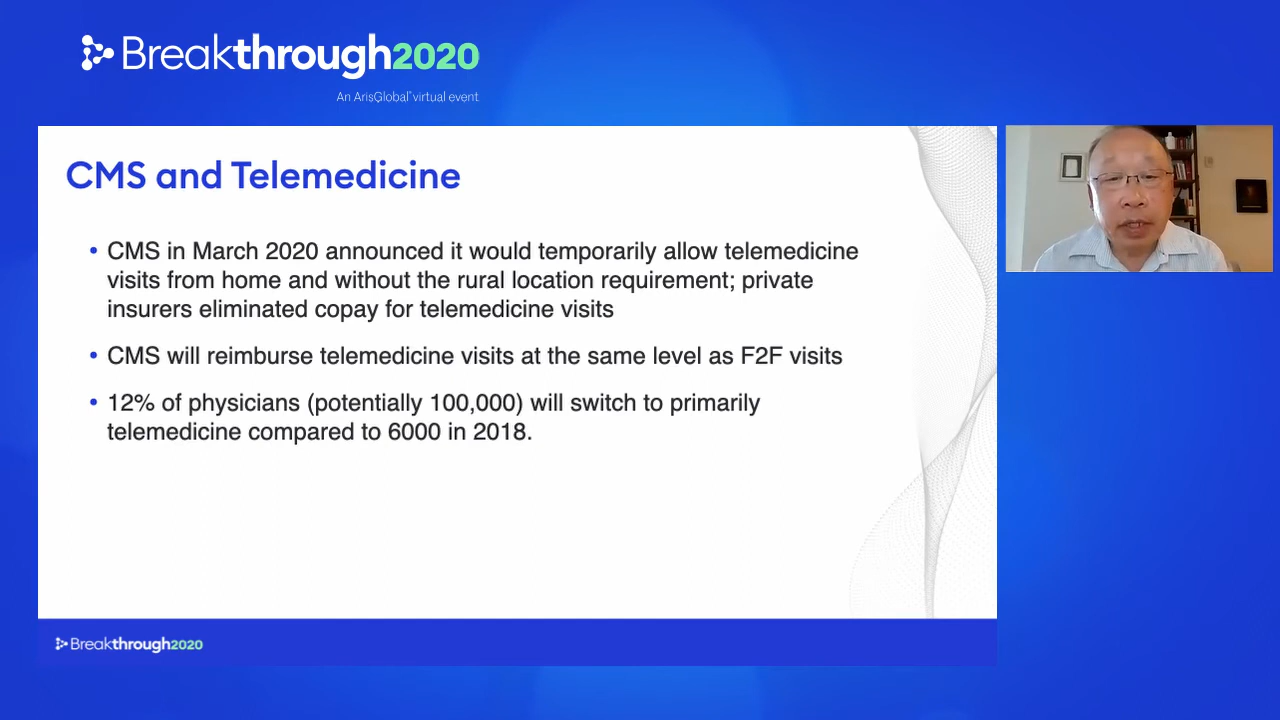 Breakthrough2020
An ArisGlobal® virtual event
CMS and Telemedicine
• CMS in March 2020 announced it would temporarily allow telemedicine
visits from home and without the rural location requirement; private
insurers eliminated copay for telemedicine visits
• CMS will reimburse telemedicine visits at the same level as F2F visits
• 12% of physicians (potentially 100,000) will switch to primarily
telemedicine compared to 6000 in 2018.
Breakthrough2020